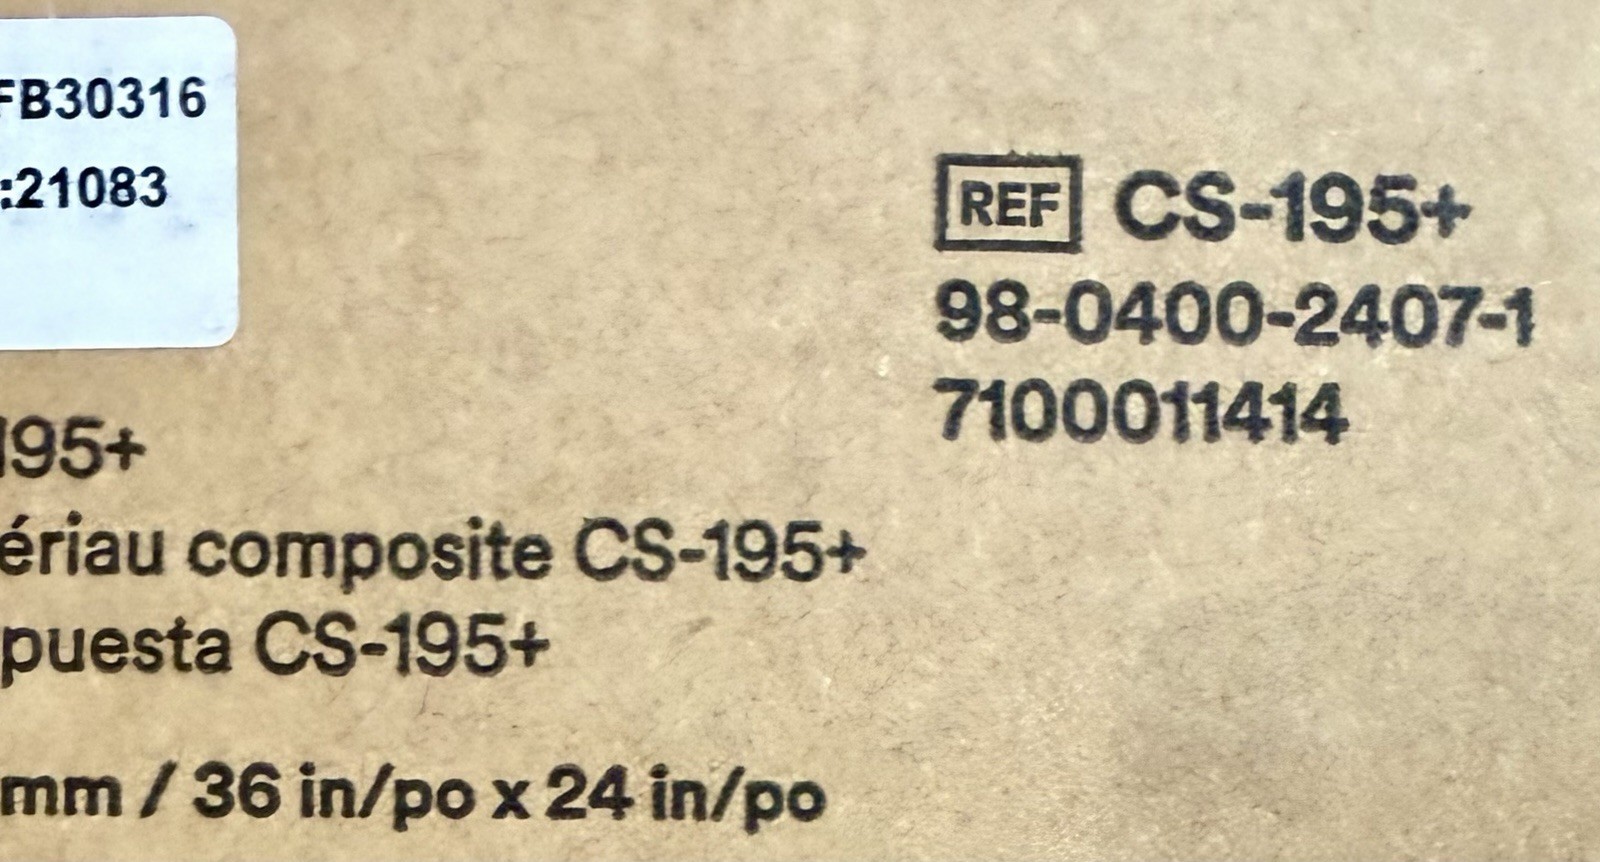 FB30316
:21083
REF CS-195+
98-0400-2407-1
7100011414
195+
ériau composite CS-195+
puesta CS-195+
mm / 36 in/po x 24 in/po